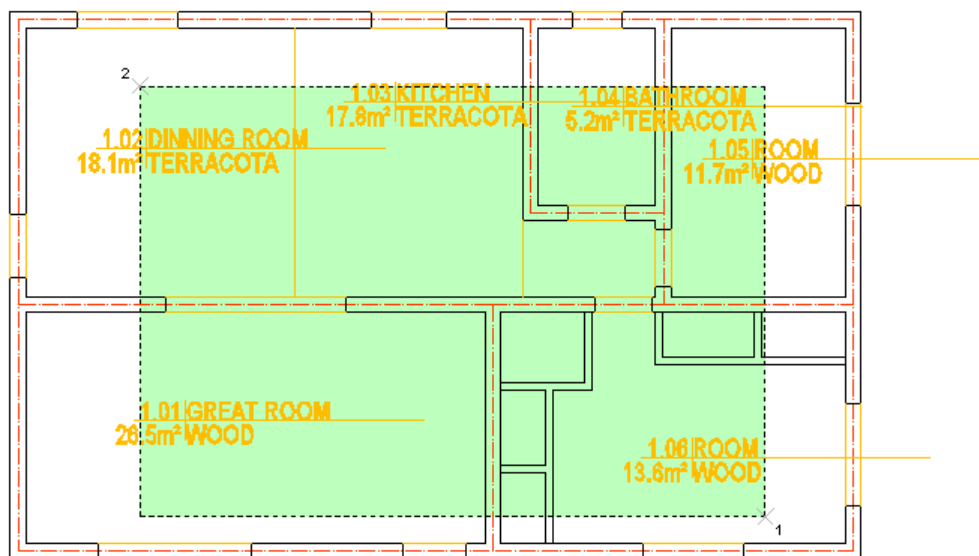 2
1.03 KITCHEN
17.8m² TERRACOTA
1.04 BATHROOM
5.2m² TERRACOTA
1.02 DINNING ROOM
18.1m² TERRACOTA
1.05 ROOM
11.7m² WOOD
1.01 GREAT ROOM
26.5m² WOOD
1.06 ROOM
13.6m² WOOD
1